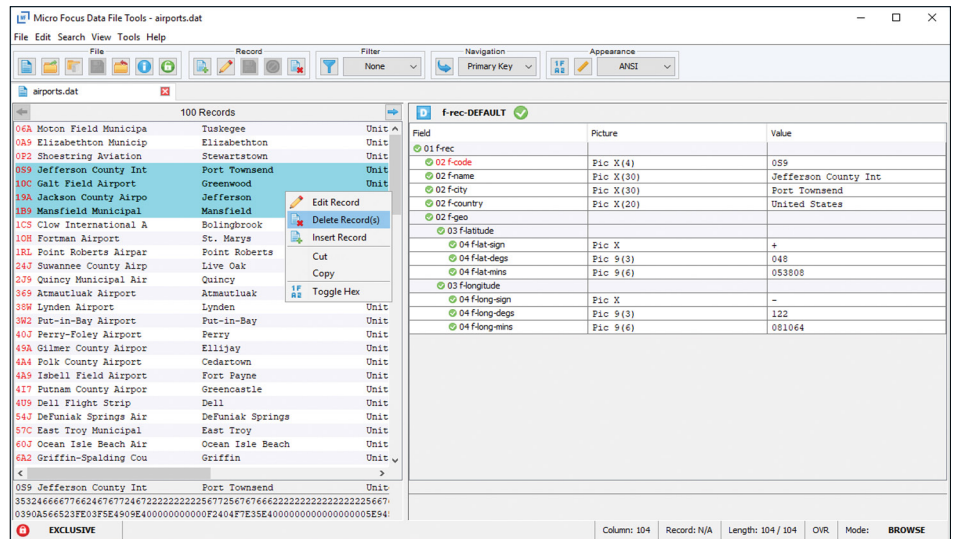 Micro Focus Data File Tools - airports.dat
File Edit Search View Tools Help
File Record Filter Navigation Appearance
None Primary Key ANSI
airports.dat
100 Records
06A Moton Field Municipa Tuskegee Unit
0A9 Elizabethton Municip Elizabethton Unit
0P2 Shoestring Aviation Stewartstown Unit
0S9 Jefferson County Int Port Townsend Unit
10C Galt Field Airport Greenwood Unit
19A Jackson County Airpo Jefferson
1B9 Mansfield Municipal Mansfield
1CS Clow International A Bolingbrook
1OH Fortman Airport St. Marys
1RL Point Roberts Airpar Point Roberts
24J Suwannee County Airp Live Oak
2J9 Quincy Municipal Air Quincy
369 Atmautluak Airport Atmautluak
38W Lynden Airport Lynden Unit
3W2 Put-in-Bay Airport Put-in-Bay Unit
40J Perry-Foley Airport Perry Unit
49A Gilmer County Airpor Ellijay Unit
4A4 Polk County Airport Cedartown Unit
4A9 Isbell Field Airport Fort Payne Unit
4I7 Putnam County Airpor Greencastle Unit
4U9 Dell Flight Strip Dell Unit
54J DeFuniak Springs Air DeFuniak Springs Unit
57C East Troy Municipal East Troy Unit
60J Ocean Isle Beach Air Ocean Isle Beach Unit
6A2 Griffin-Spalding Cou Griffin Unit
Edit Record
Delete Record(s)
Insert Record
Cut
Copy
Toggle Hex
0S9 Jefferson County Int Port Townsend Unit
D f-rec-DEFAULT
Field Picture Value
01 f-rec
02 f-code Pic X(4) 0S9
02 f-name Pic X(30) Jefferson County Int
02 f-city Pic X(30) Port Townsend
02 f-country Pic X(20) United States
02 f-geo
03 f-latitude
04 f-lat-sign Pic X +
04 f-lat-degs Pic 9(3) 048
04 f-lat-mins Pic 9(6) 053808
03 f-longitude
04 f-long-sign Pic X -
04 f-long-degs Pic 9(3) 122
04 f-long-mins Pic 9(6) 081064
EXCLUSIVE Column: 104 Record: N/A Length: 104 / 104 OVR Mode: BROWSE